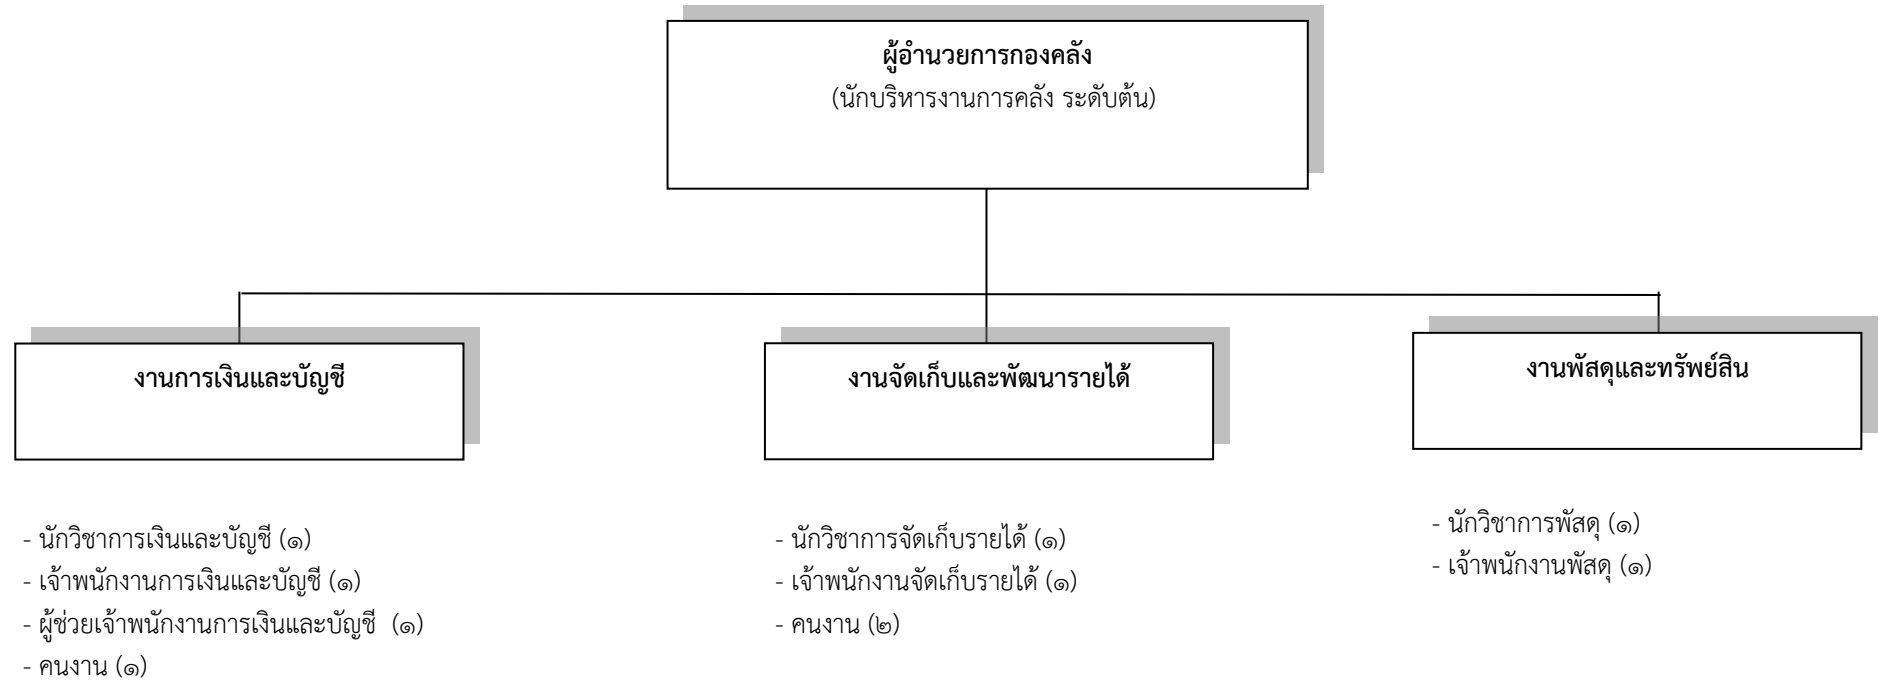 ผู้อำนวยการกองคลัง
(นักบริหารงานการคลัง ระดับต้น)
งานการเงินและบัญชี
- นักวิชาการเงินและบัญชี (๑)
- เจ้าพนักงานการเงินและบัญชี (๑)
- ผู้ช่วยเจ้าพนักงานการเงินและบัญชี (๑)
- คนงาน (๑)
งานจัดเก็บและพัฒนารายได้
- นักวิชาการจัดเก็บรายได้ (๑)
- เจ้าพนักงานจัดเก็บรายได้ (๑)
- คนงาน (๒)
งานพัสดุและทรัพย์สิน
- นักวิชาการพัสดุ (๑)
- เจ้าพนักงานพัสดุ (๑)